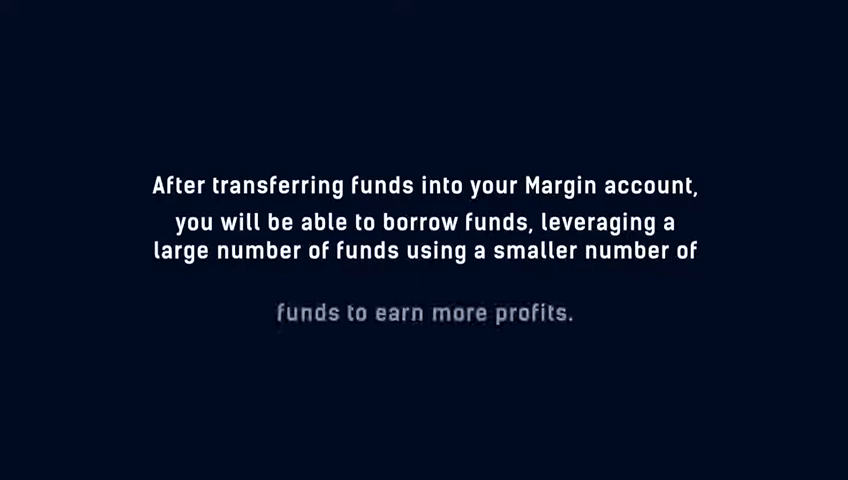 After transferring funds into your Margin account,
you will be able to borrow funds, leveraging a
large number of funds using a smaller number of
funds to earn more profits.